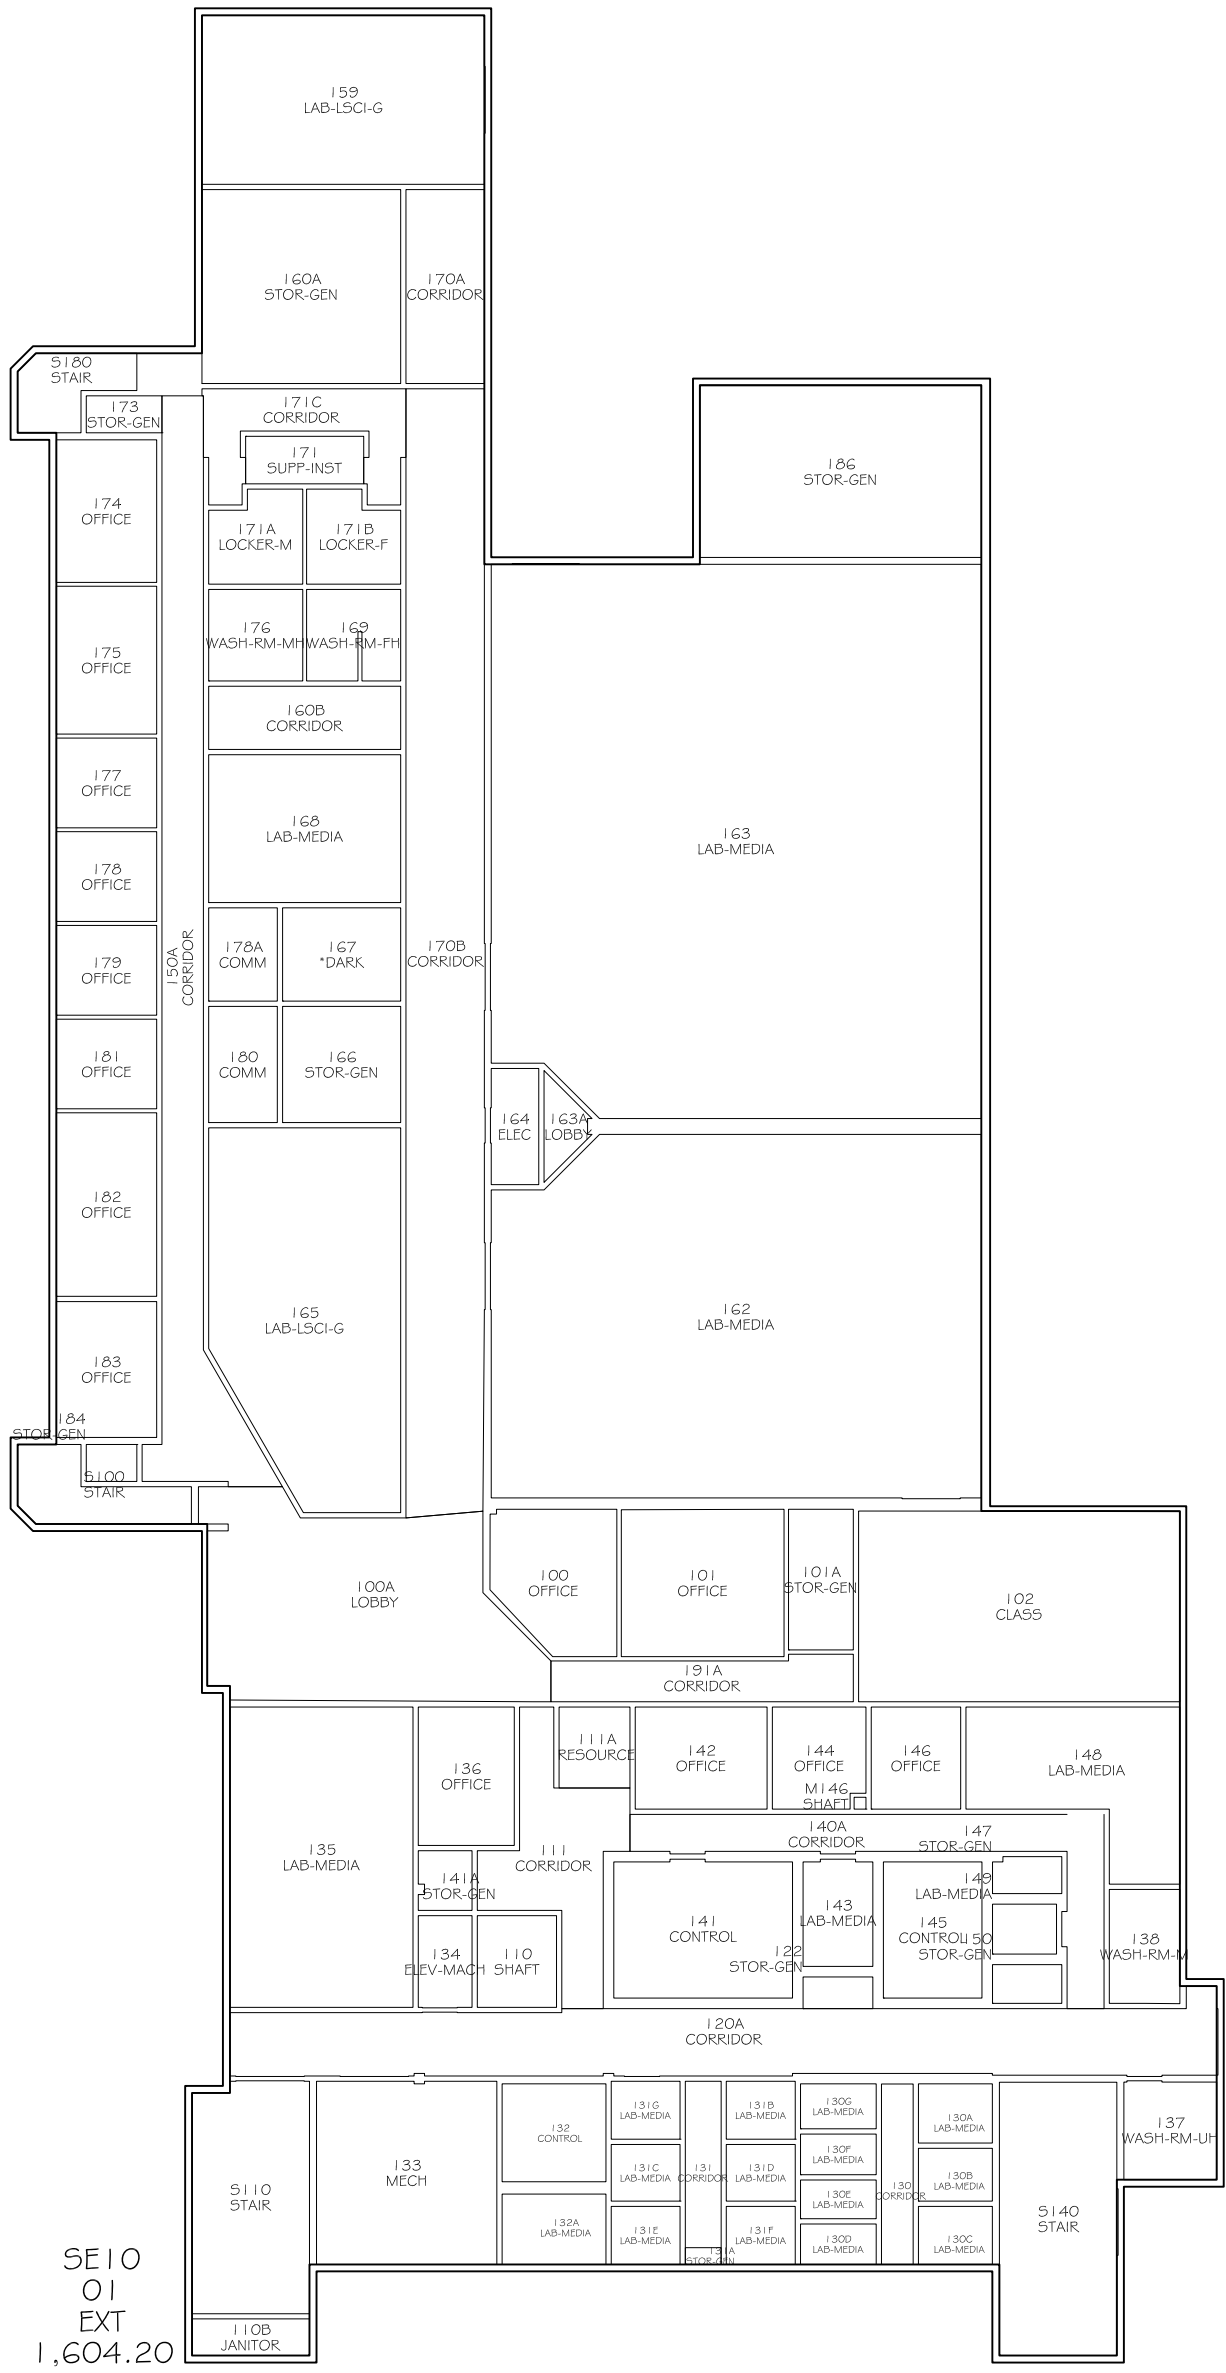 159
LAB-LSCI-G
160A
STOR-GEN
170A
CORRIDOR
S180
STAIR
173
STOR-GEN
171C
CORRIDOR
171
SUPP-INST
186
STOR-GEN
174
OFFICE
171A
LOCKER-M
171B
LOCKER-F
176
WASH-RM-MH
169
WASH-RM-FH
175
OFFICE
160B
CORRIDOR
177
OFFICE
168
LAB-MEDIA
163
LAB-MEDIA
178
OFFICE
150A
CORRIDOR
178A
COMM
167
*DARK
170B
CORRIDOR
179
OFFICE
181
OFFICE
180
COMM
166
STOR-GEN
164
ELEC
163A
LOBBY
182
OFFICE
165
LAB-LSCI-G
162
LAB-MEDIA
183
OFFICE
184
STOR-GEN
S100
STAIR
100A
LOBBY
100
OFFICE
101
OFFICE
101A
STOR-GEN
102
CLASS
191A
CORRIDOR
136
OFFICE
111A
RESOURCE
142
OFFICE
144
OFFICE
146
OFFICE
148
LAB-MEDIA
M146
SHAFT
140A
CORRIDOR
147
STOR-GEN
135
LAB-MEDIA
111
CORRIDOR
141A
STOR-GEN
149
LAB-MEDIA
141
CONTROL
143
LAB-MEDIA
145
CONTROL
150
STOR-GEN
138
WASH-RM-M
122
STOR-GEN
134
ELEV-MACH
110
SHAFT
120A
CORRIDOR
131G
LAB-MEDIA
131B
LAB-MEDIA
130G
LAB-MEDIA
130A
LAB-MEDIA
132
CONTROL
137
WASH-RM-UH
133
MECH
131C
LAB-MEDIA
131
CORRIDOR
131D
LAB-MEDIA
130F
LAB-MEDIA
130B
LAB-MEDIA
130E
LAB-MEDIA
130
CORRIDOR
S110
STAIR
132A
LAB-MEDIA
131E
LAB-MEDIA
131F
LAB-MEDIA
130D
LAB-MEDIA
130C
LAB-MEDIA
S140
STAIR
131A
STOR-GEN
110B
JANITOR
SE10
01
EXT
1,604.20